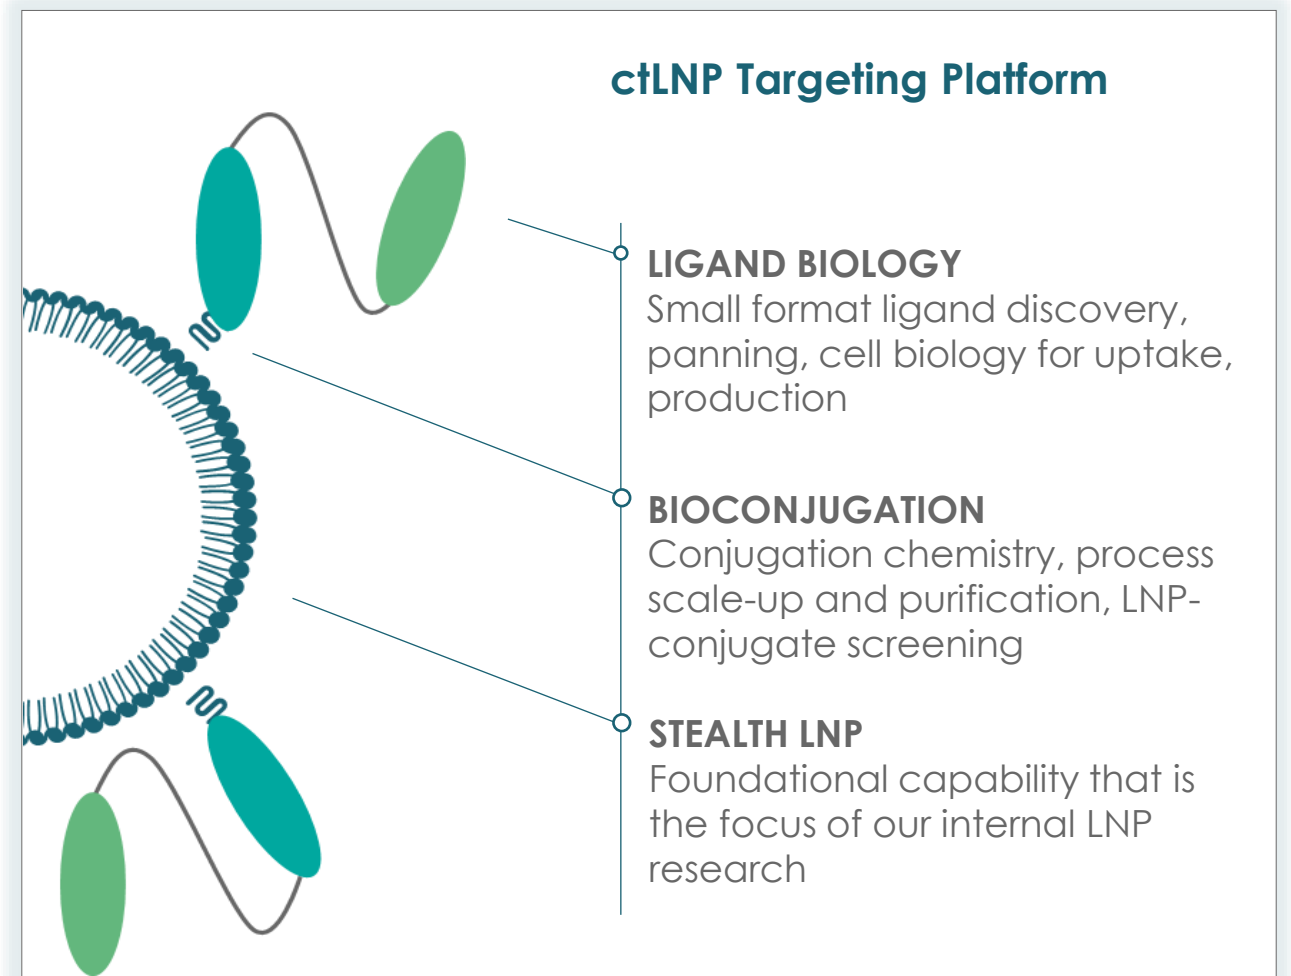 ctLNP Targeting Platform
LIGAND BIOLOGY
Small format ligand discovery,
panning, cell biology for uptake,
production
BIOCONJUGATION
Conjugation chemistry, process
scale-up and purification, LNP-
conjugate screening
STEALTH LNP
Foundational capability that is
the focus of our internal LNP
research